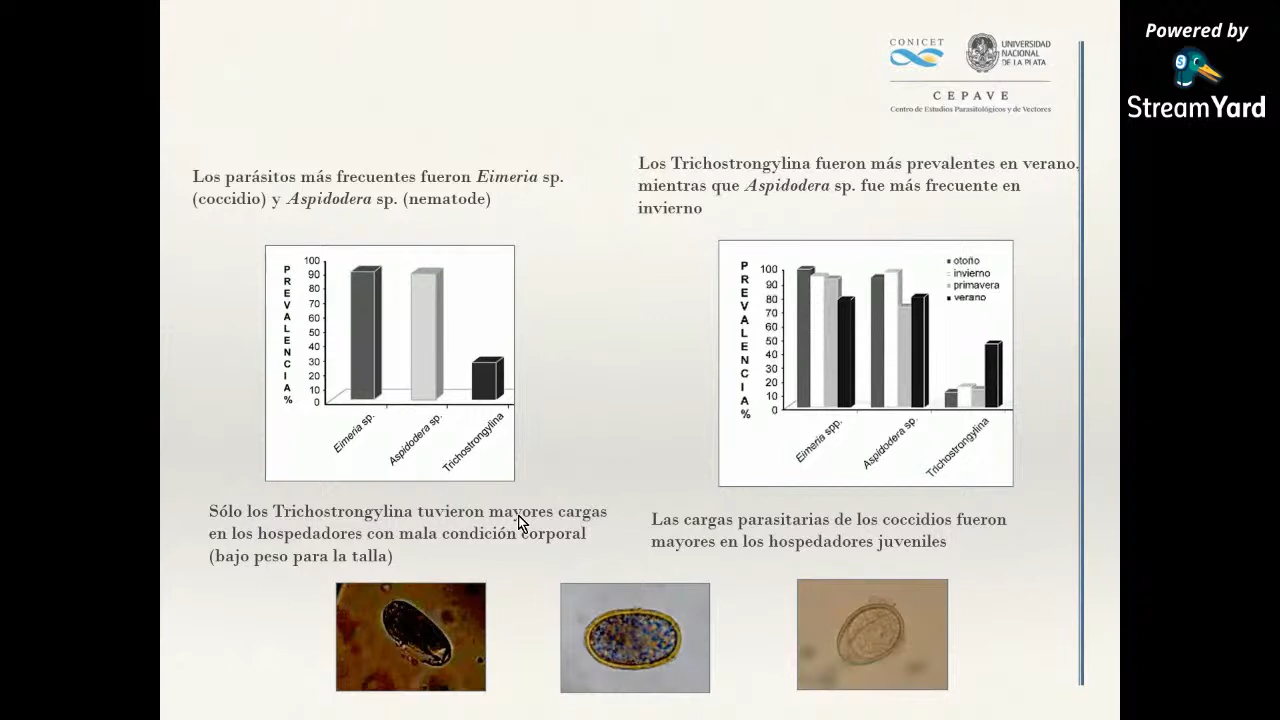 Powered by
StreamYard
CONICET
UNIVERSIDAD
NACIONAL
DE LA PLATA
CEPAVE
Centro de Estudios Parasitológicos y de Vectores
Los parásitos más frecuentes fueron Eimeria sp.
(coccidio) y Aspidodera sp. (nematode)
Los Trichostrongylina fueron más prevalentes en verano,
mientras que Aspidodera sp. fue más frecuente en
invierno
PREVALENCIA %
100
90
80
70
60
50
40
30
20
10
0
Eimeria sp.
Aspidodera sp.
Trichostrongylina
PREVALENCIA %
100
90
80
70
60
50
40
30
20
10
0
otoño
invierno
primavera
verano
Eimeria spp.
Aspidodera sp.
Trichostrongylina
Sólo los Trichostrongylina tuvieron mayores cargas
en los hospedadores con mala condición corporal
(bajo peso para la talla)
Las cargas parasitarias de los coccidios fueron
mayores en los hospedadores juveniles